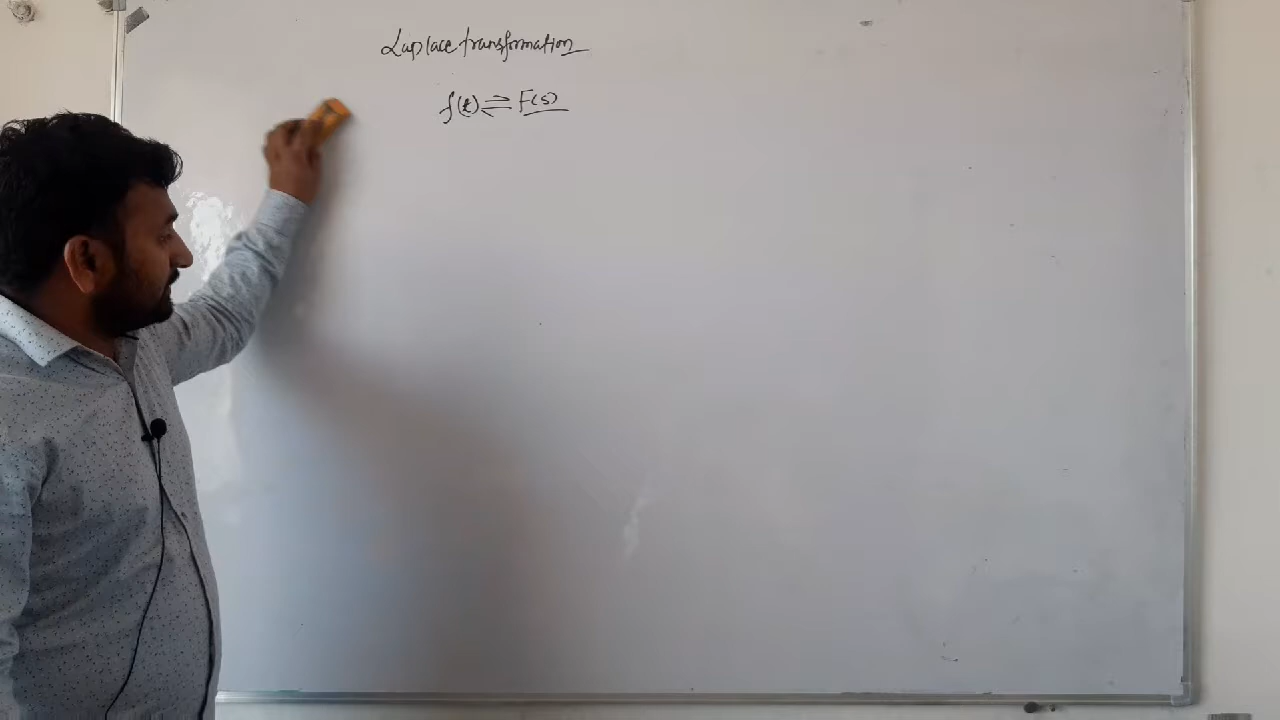 Laplace transformation
f(t) ⇌ F(s)